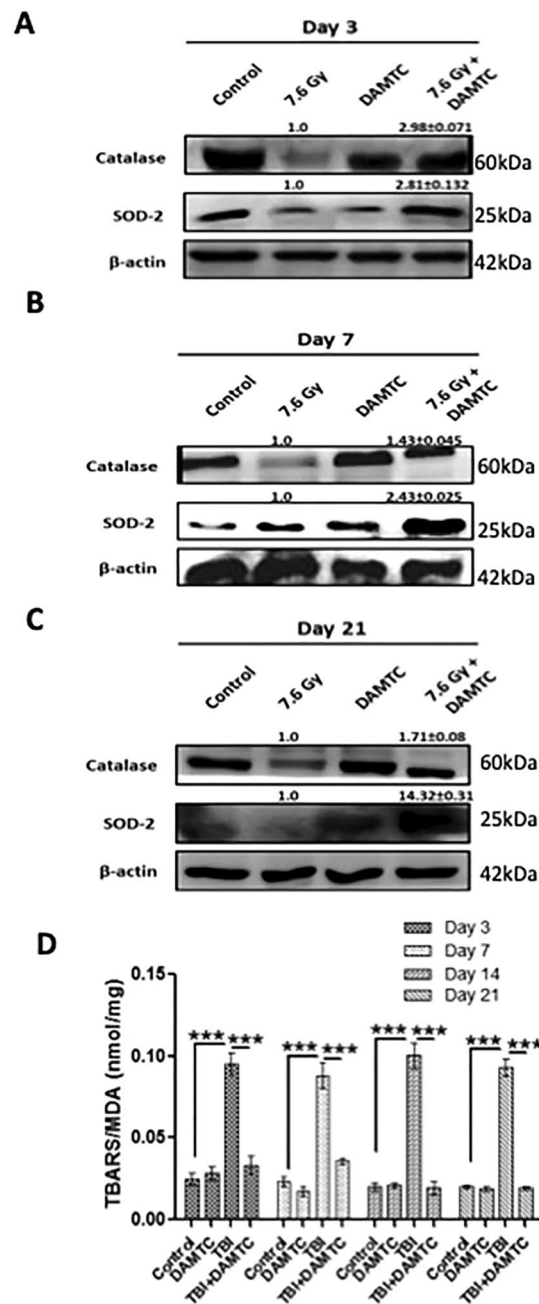 A
Day 3
Control 7.6 Gy DAMTC 7.6 Gy + DAMTC
1.0 2.98±0.071
Catalase 60kDa
1.0 2.81±0.132
SOD-2 25kDa
β-actin 42kDa
B
Day 7
Control 7.6 Gy DAMTC 7.6 Gy + DAMTC
1.0 1.43±0.045
Catalase 60kDa
1.0 2.43±0.025
SOD-2 25kDa
β-actin 42kDa
C
Day 21
Control 7.6 Gy DAMTC 7.6 Gy + DAMTC
1.0 1.71±0.08
Catalase 60kDa
1.0 14.32±0.31
SOD-2 25kDa
β-actin 42kDa
D
Day 3
Day 7
Day 14
Day 21
TBARS/MDA (nmol/mg)
0.15
0.10
0.05
0.00
★★★ ★★★ ★★★ ★★★ ★★★ ★★★ ★★★ ★★★
Control DAMTC TBI TBI+DAMTC Control DAMTC TBI TBI+DAMTC Control DAMTC TBI TBI+DAMTC Control DAMTC TBI TBI+DAMTC